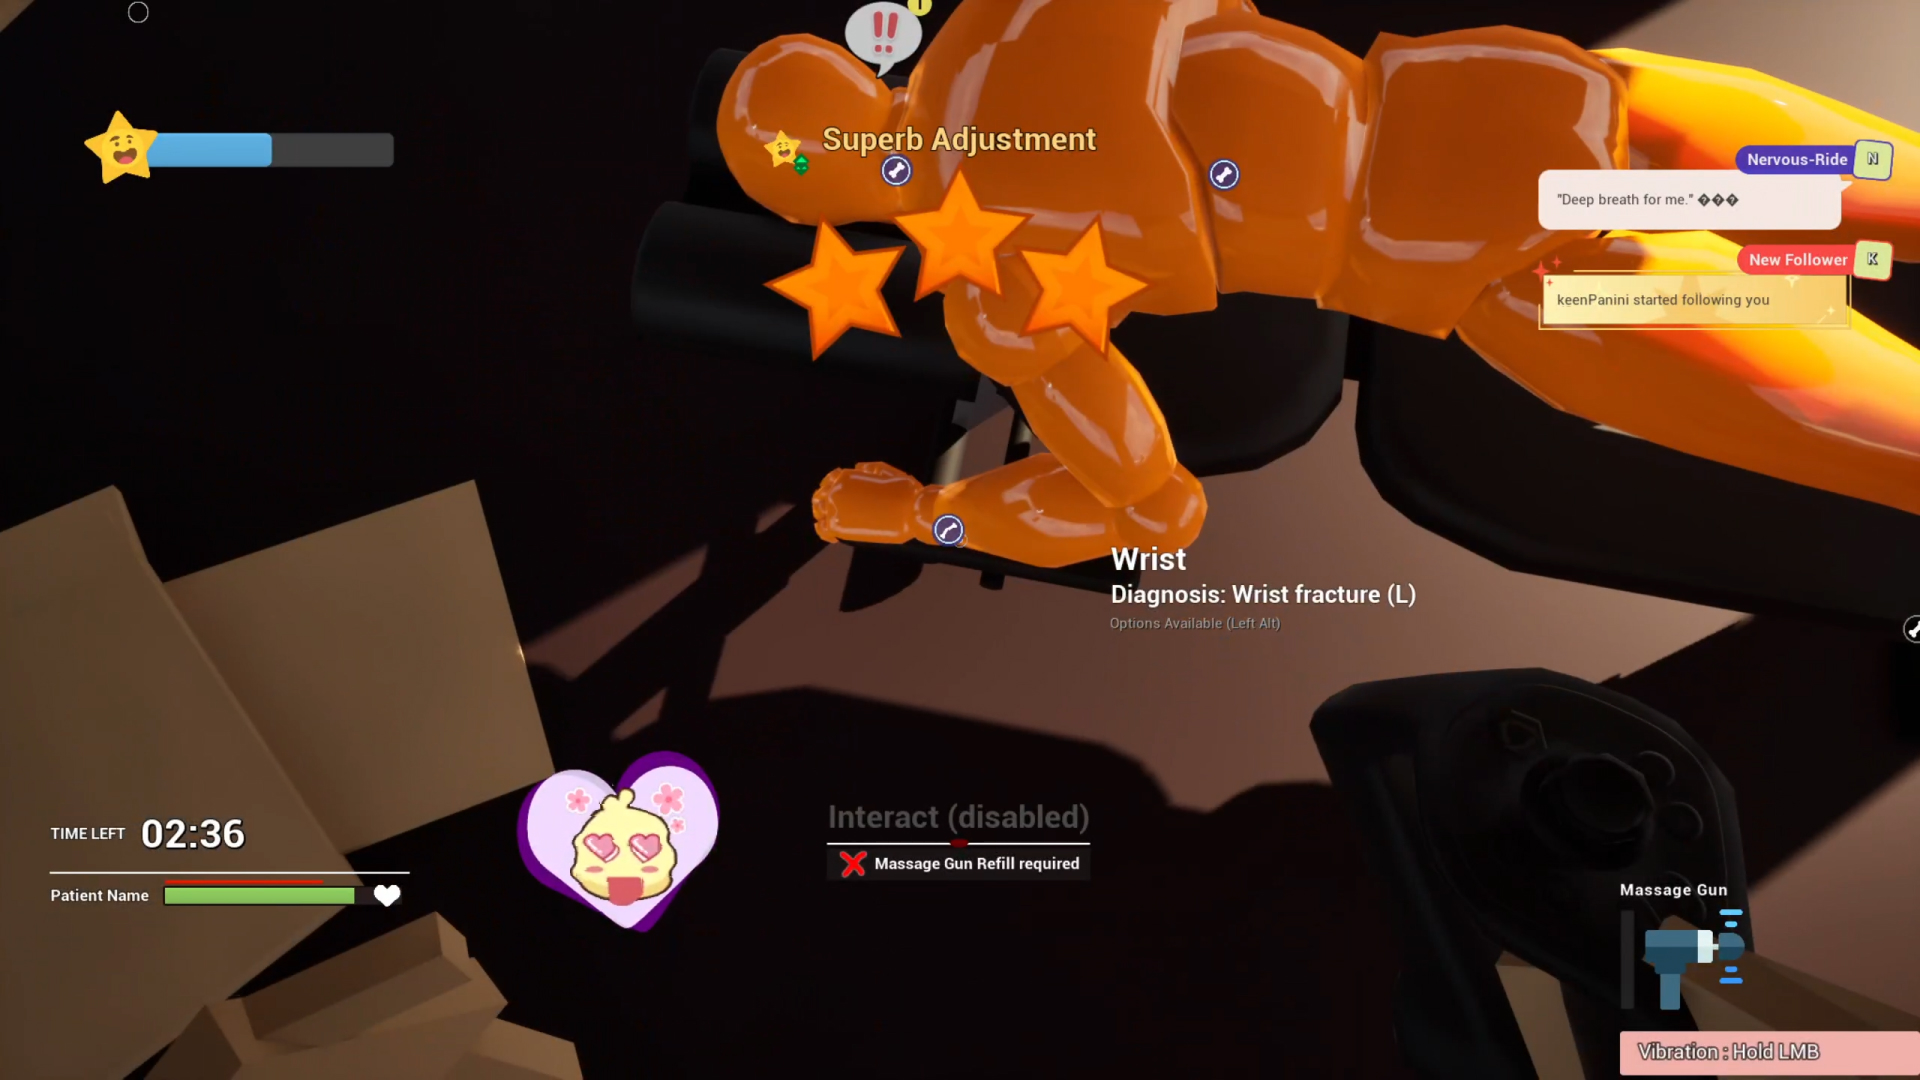 Superb Adjustment
Nervous-Ride
N
"Deep breath for me." ���
New Follower
K
keenPanini started following you
Wrist
Diagnosis: Wrist fracture (L)
Options Available (Left Alt)
TIME LEFT 02:36
Patient Name
Interact (disabled)
Massage Gun Refill required
Massage Gun
Vibration : Hold LMB